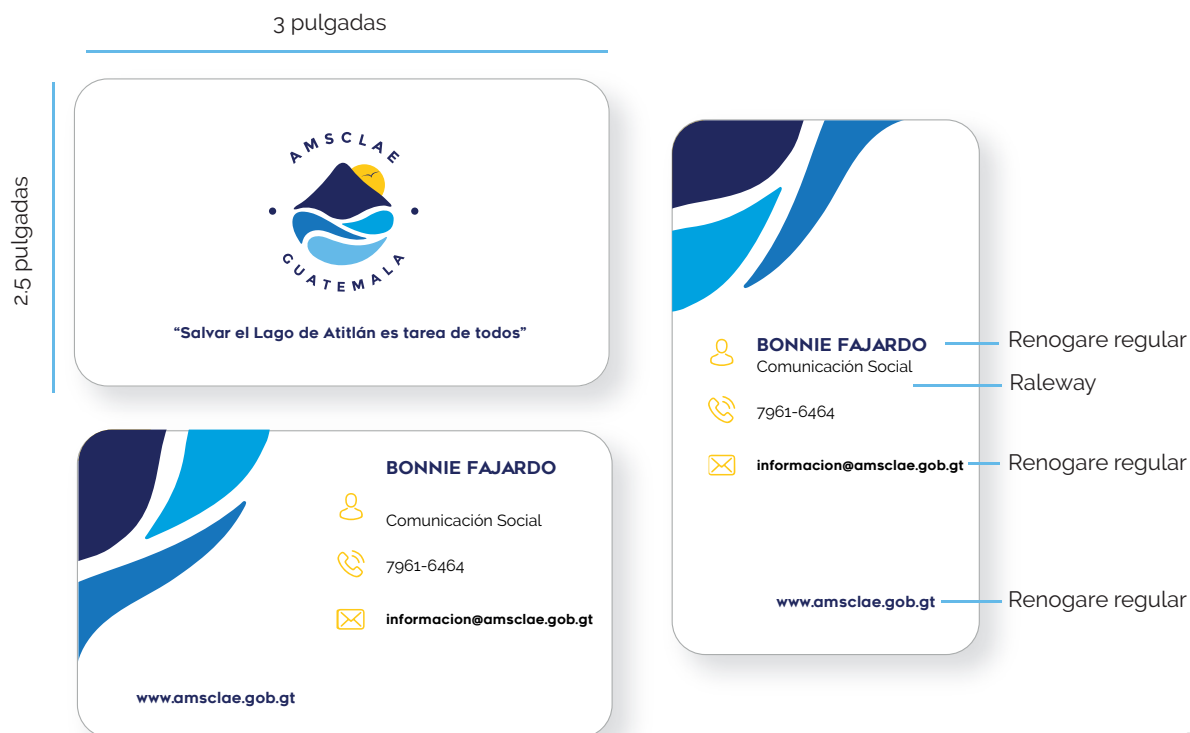 3 pulgadas
2.5 pulgadas
AMSCLAE
GUATEMALA
“Salvar el Lago de Atitlán es tarea de todos”
BONNIE FAJARDO
Comunicación Social
7961-6464
informacion@amsclae.gob.gt
www.amsclae.gob.gt
BONNIE FAJARDO
Comunicación Social
7961-6464
informacion@amsclae.gob.gt
www.amsclae.gob.gt
Renogare regular
Raleway
Renogare regular
Renogare regular